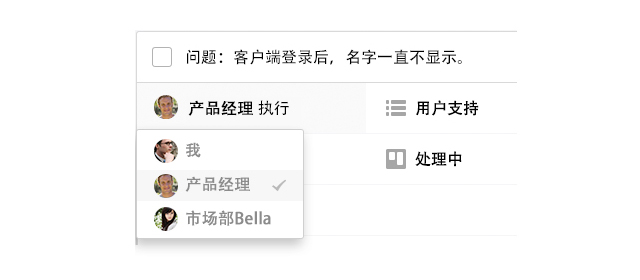 问题：客户端登录后，名字一直不显示。
产品经理 执行
用户支持
我
处理中
产品经理
市场部Bella